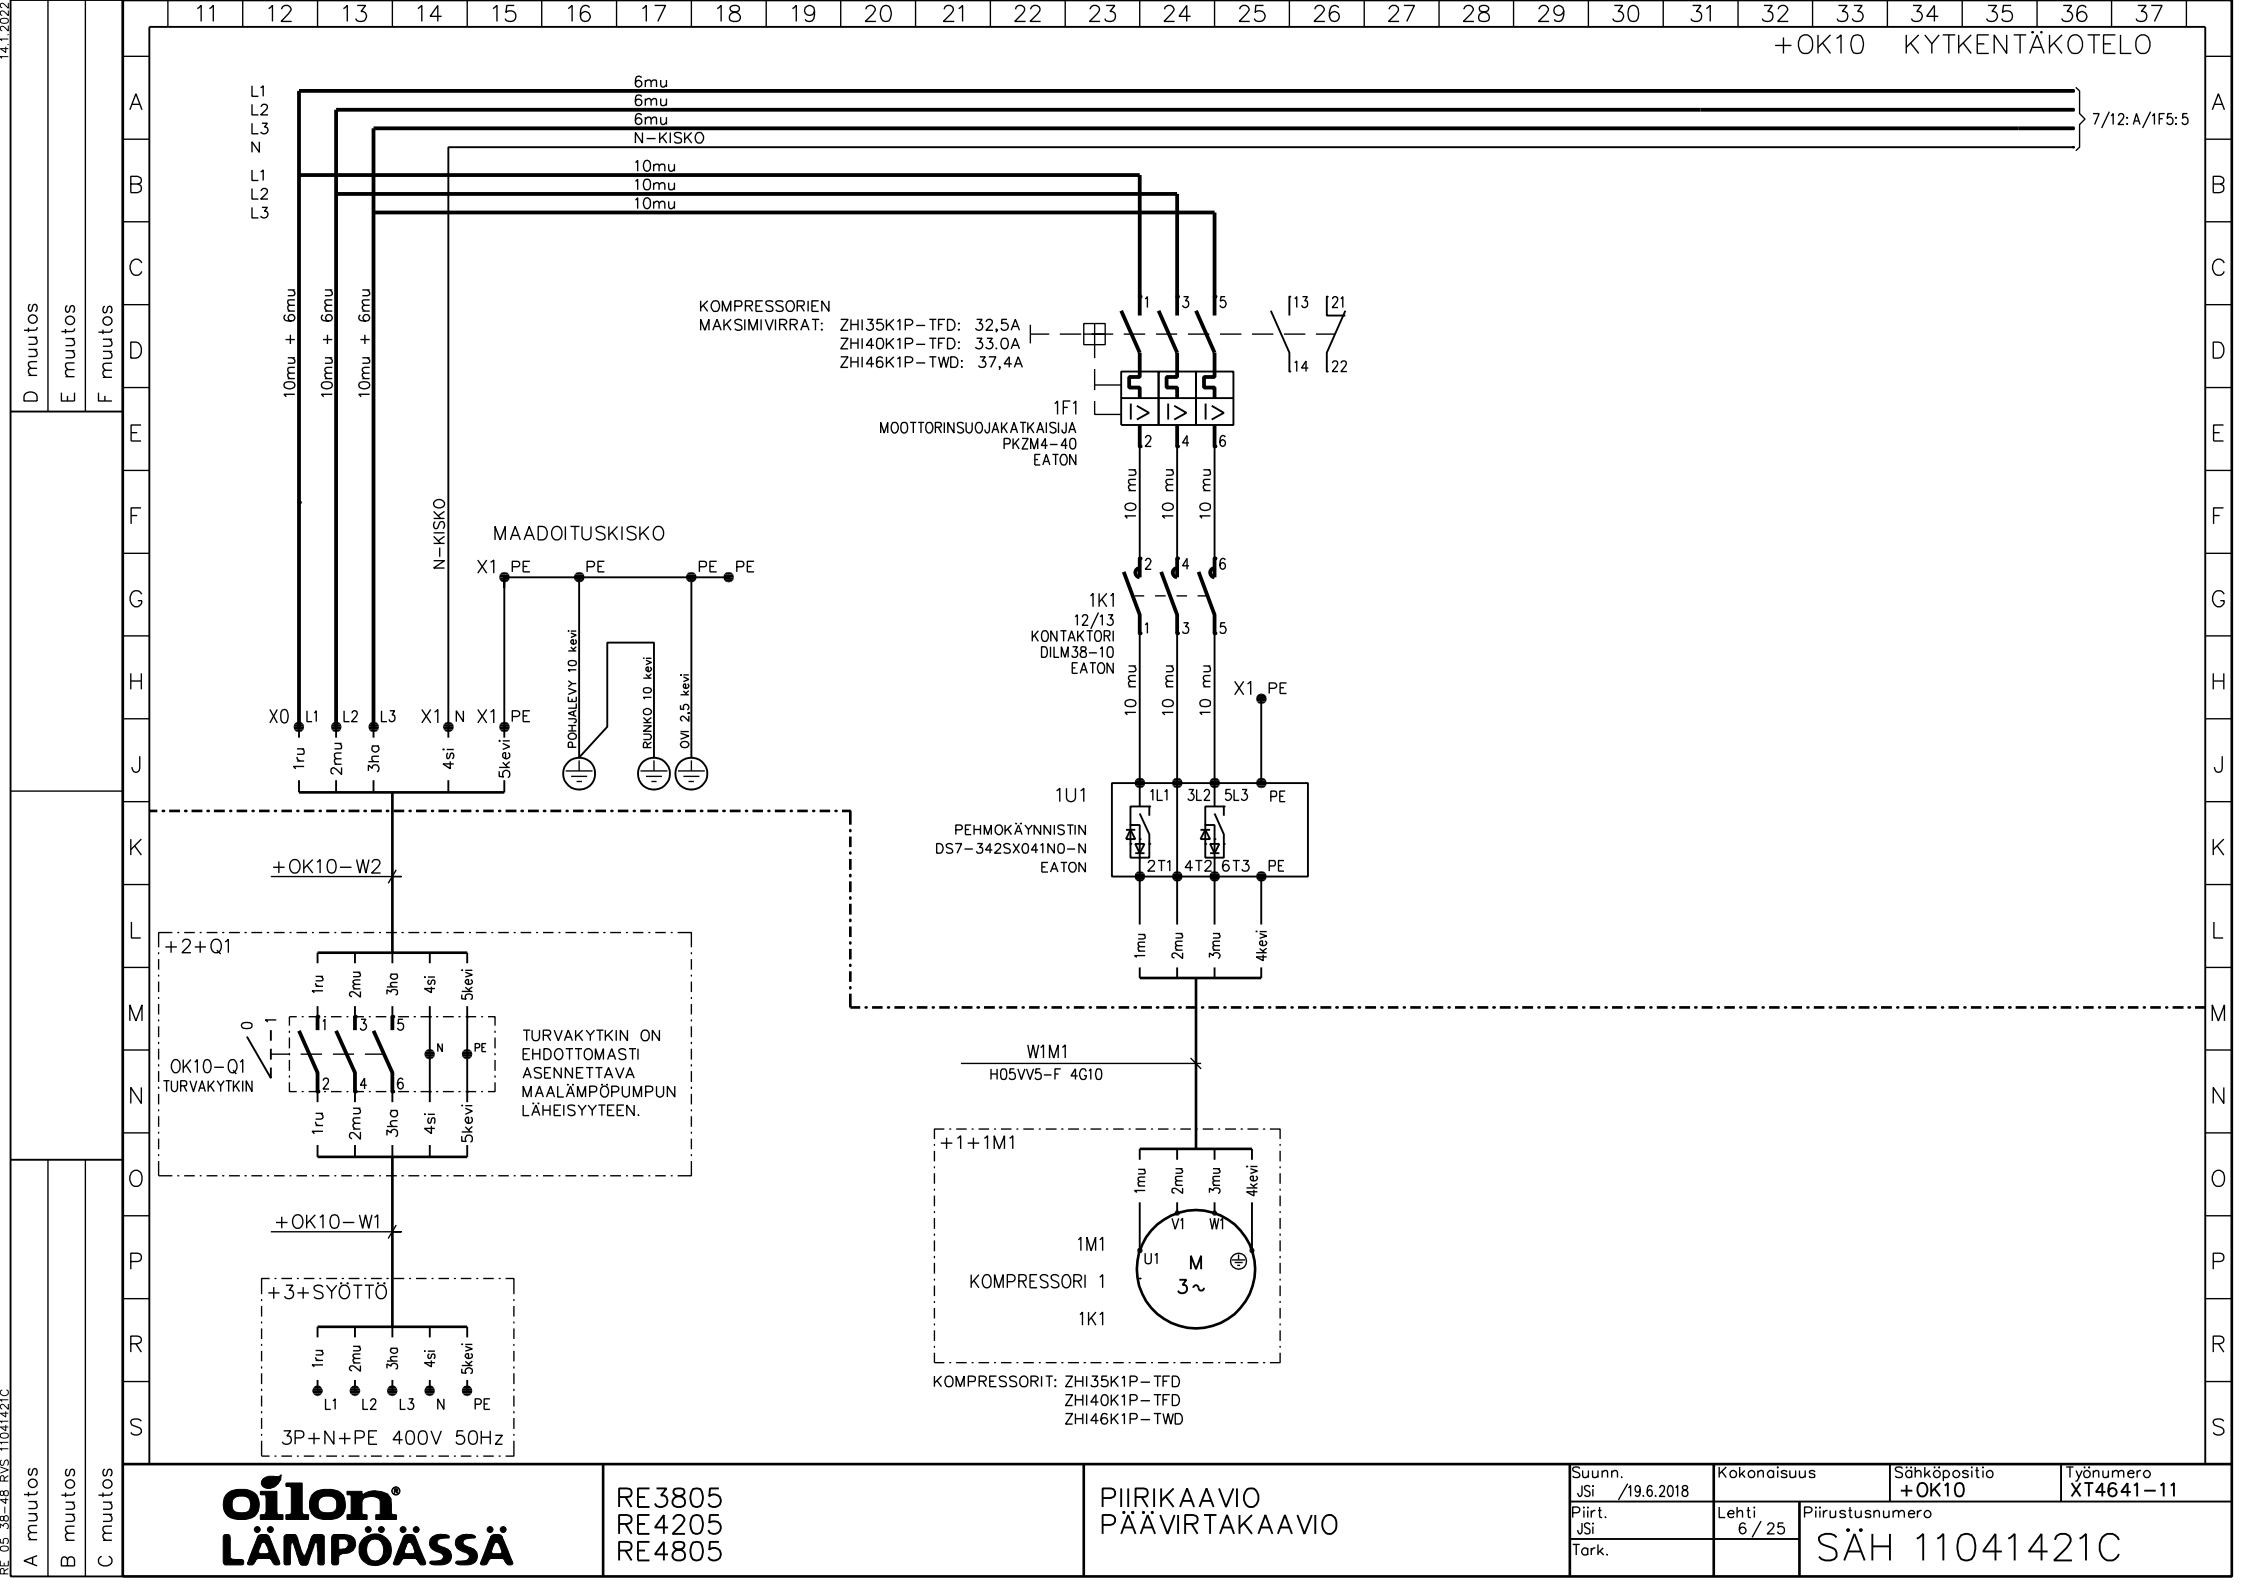 11 12 13 14 15 16 17 18 19 20 21 22 23 24 25 26 27 28 29 30 31 32 33 34 35 36 37
+OK10 KYTKENTÄKOTELO
14.1.2022
D muutos
E muutos
F muutos
A A
B B
C C
D D
E E
F F
G G
H H
J J
K K
L L
M M
N N
O O
P P
R R
S S
L1 6mu
L2 6mu
L3 6mu
N N-KISKO
7/12:A/1F5:5
L1 10mu
L2 10mu
L3 10mu
10mu + 6mu
10mu + 6mu
10mu + 6mu
KOMPRESSORIEN
MAKSIMIVIRRAT: ZHI35K1P-TFD: 32,5A
ZHI40K1P-TFD: 33.0A
ZHI46K1P-TWD: 37,4A
1 3 5 13 21
14 22
1F1
MOOTTORINSUOJAKATKAISIJA
PKZM4-40
EATON
I> I> I>
2 4 6
10 mu 10 mu 10 mu
N-KISKO
MAADOITUSKISKO
X1 PE PE PE PE
2 4 6
1K1
12/13
KONTAKTORI
DILM38-10
EATON
1 3 5
10 mu 10 mu 10 mu
POHJALEVY 10 kevi
RUNKO 10 kevi
OVI 2,5 kevi
X1 PE
X0 L1 L2 L3 X1 N X1 PE
1ru 2mu 3ha 4si 5kevi
1U1
PEHMOKÄYNNISTIN
DS7-342SX041N0-N
EATON
1L1 3L2 5L3 PE
2T1 4T2 6T3 PE
+OK10-W2
1mu 2mu 3mu 4kevi
+2+Q1
1ru 2mu 3ha 4si 5kevi
0 1
1 3 5 N PE
2 4 6
OK10-Q1
TURVAKYTKIN
TURVAKYTKIN ON
EHDOTTOMASTI
ASENNETTAVA
MAALÄMPÖPUMPUN
LÄHEISYYTEEN.
1ru 2mu 3ha 4si 5kevi
W1M1
H05VV5-F 4G10
+OK10-W1
+1+1M1
1mu 2mu 3mu 4kevi
V1 W1
U1 M
3~
1M1
KOMPRESSORI 1
1K1
+3+SYÖTTÖ
1ru 2mu 3ha 4si 5kevi
L1 L2 L3 N PE
3P+N+PE 400V 50Hz
KOMPRESSORIT: ZHI35K1P-TFD
ZHI40K1P-TFD
ZHI46K1P-TWD
RE 05 38-48 RVS 11041421C
A muutos
B muutos
C muutos
oilon®
LÄMPÖÄSSÄ
RE3805
RE4205
RE4805
PIIRIKAAVIO
PÄÄVIRTAKAAVIO
Suunn.
JSi /19.6.2018
Piirt.
JSi
Tark.
Kokonaisuus
Sähköpositio
+OK10
Työnumero
XT4641-11
Lehti
6/25
Piirustusnumero
SÄH 11041421C